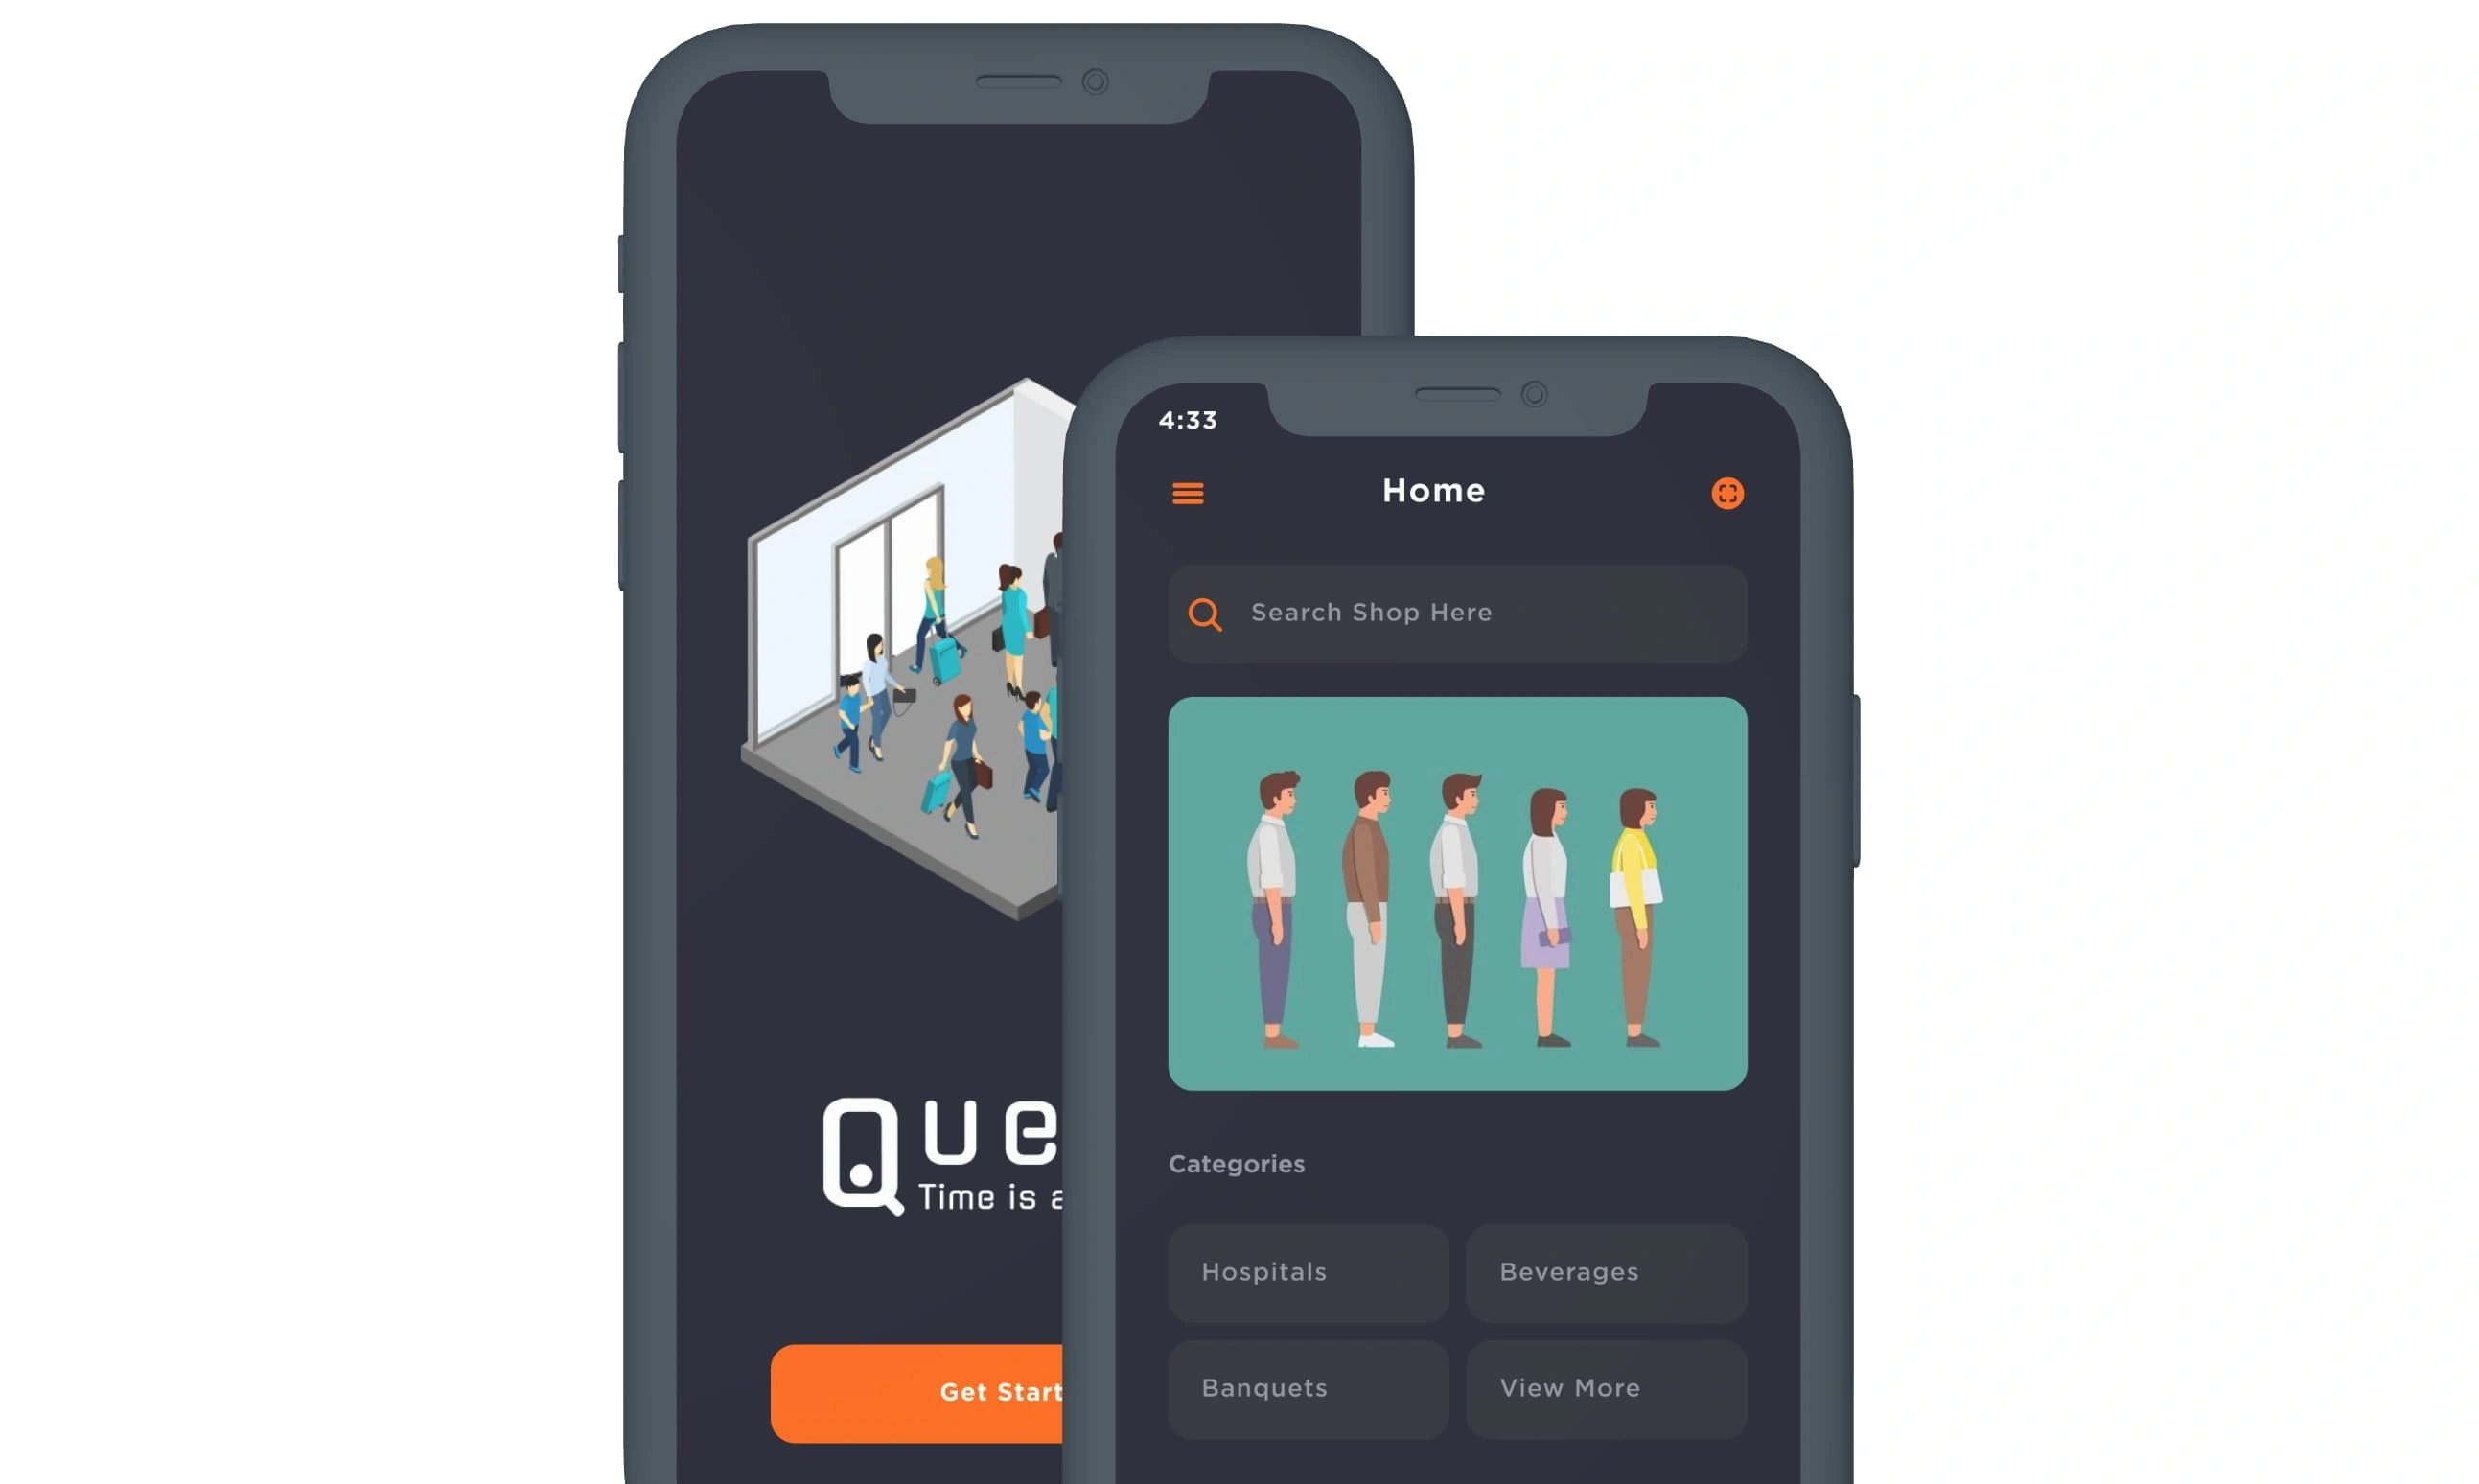 Que
Time is a
Get Start
4:33
Home
Search Shop Here
Categories
Hospitals
Beverages
Banquets
View More